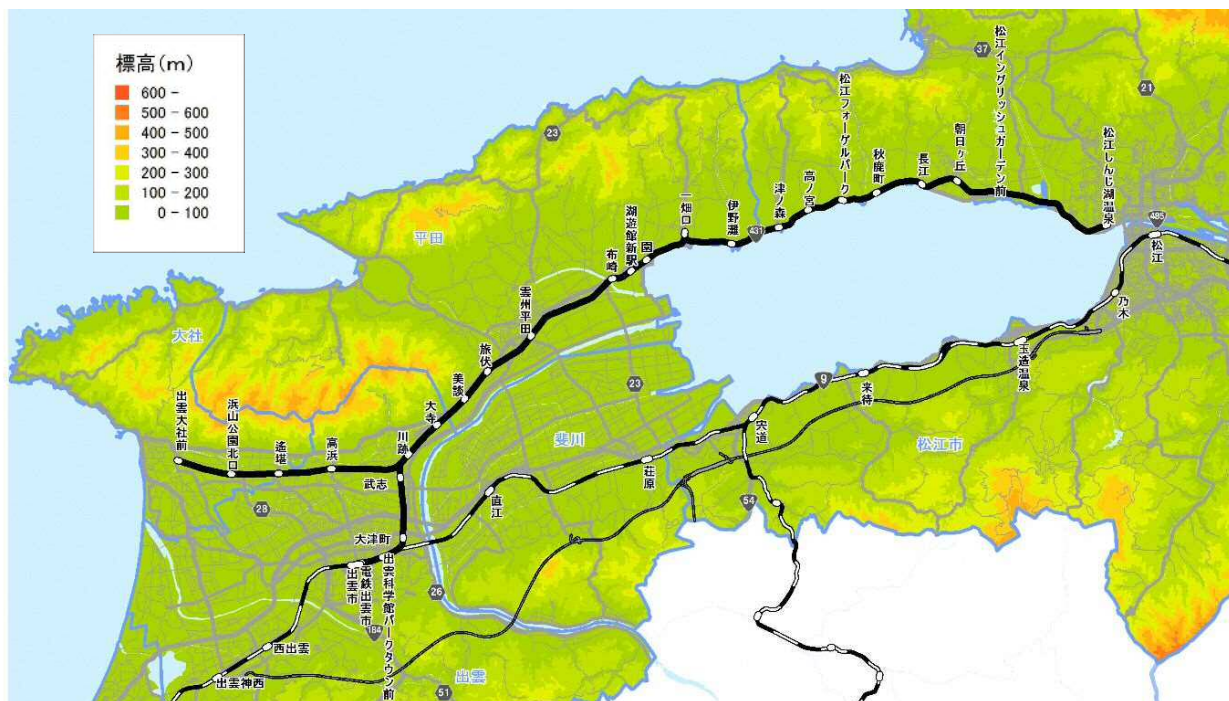 標高(m)
600 -
500 - 600
400 - 500
300 - 400
200 - 300
100 - 200
0 - 100
37
21
23
松江イングリッシュガーデン前
松江フォーゲルパーク
朝日ヶ丘
松江しんじ湖温泉
秋鹿町
長江
高ノ宮
津ノ森
伊野灘
一畑口
湖遊館新駅
園
布崎
431
485
松江
平田
雲州平田
乃木
大社
旅伏
美談
大寺
川跡
23
9
来待
玉造温泉
出雲大社前
浜山公園北口
遙堪
高浜
武志
斐川
宍道
松江市
荘原
直江
28
54
大津町
出雲科学館パークタウン前
電鉄出雲市
出雲市
26
184
西出雲
出雲神西
出雲
51